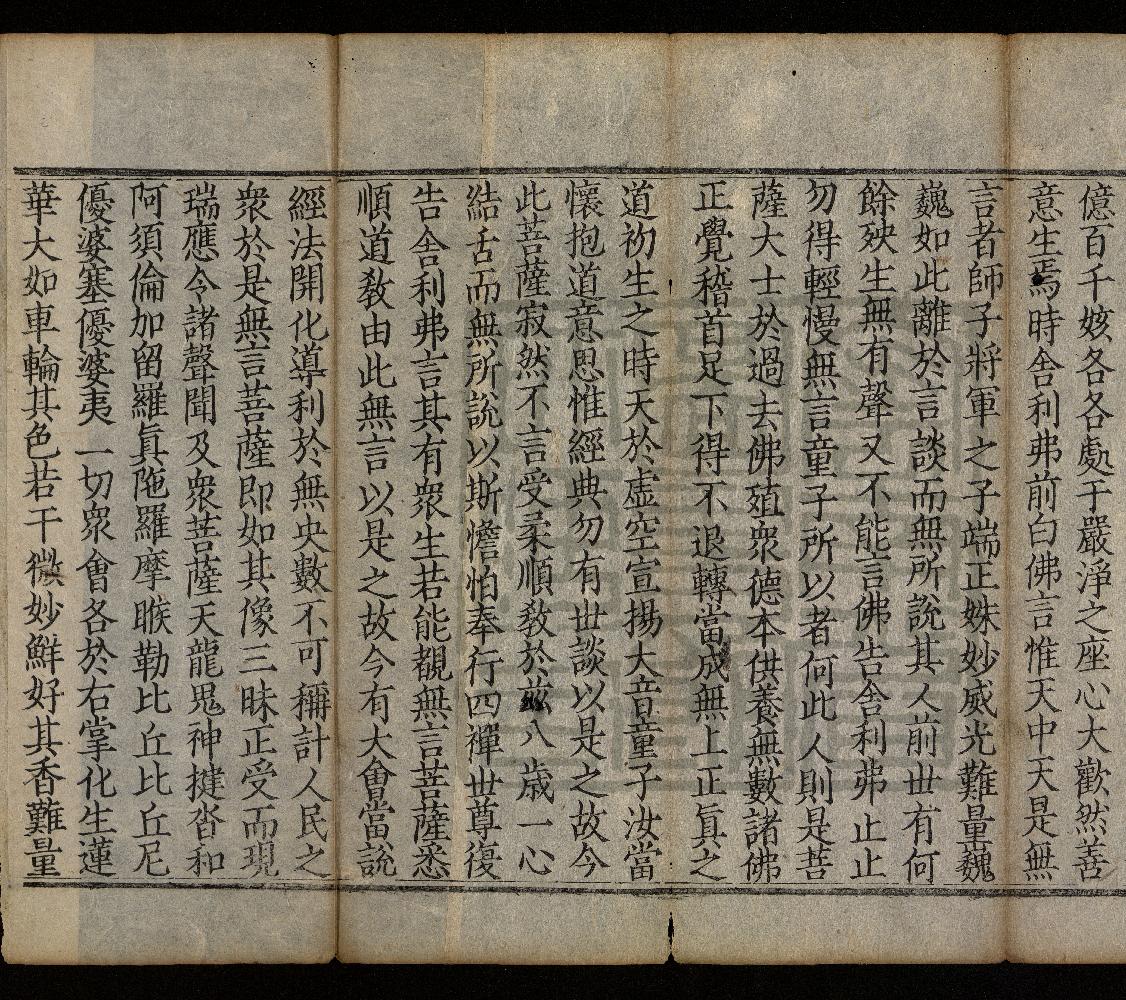 億百千姟各各處于嚴淨之座心大歡然善
意生焉時舍利弗前白佛言惟天中天是無
言者師子將軍之子端正姝妙威光難量巍
巍如此離於言談而無所說其人前世有何
餘殃生無有聲又不能言佛告舍利弗止止
勿得輕慢無言童子所以者何此人則是菩
薩大士於過去佛殖衆德本供養無數諸佛
正覺稽首足下得不退轉當成無上正眞之
道初生之時天於虛空宣揚大音童子汝當
懷抱道意思惟經典勿有世談以是之故今
此菩薩寂然不言受柔順敎於茲八歲一心
結舌而無所說以斯憺怕奉行四禪世尊復
告舍利弗言其有衆生若能覩無言菩薩悉
順道敎由此無言以是之故今有大會當說
經法開化導利於無央數不可稱計人民之
衆於是無言菩薩即如其像三昧正受而現
瑞應令諸聲聞及衆菩薩天龍鬼神揵沓和
阿須倫加留羅眞陁羅摩睺勒比丘比丘尼
優婆塞優婆夷一切衆會各於右掌化生蓮
華大如車輪其色若干微妙鮮好其香難量